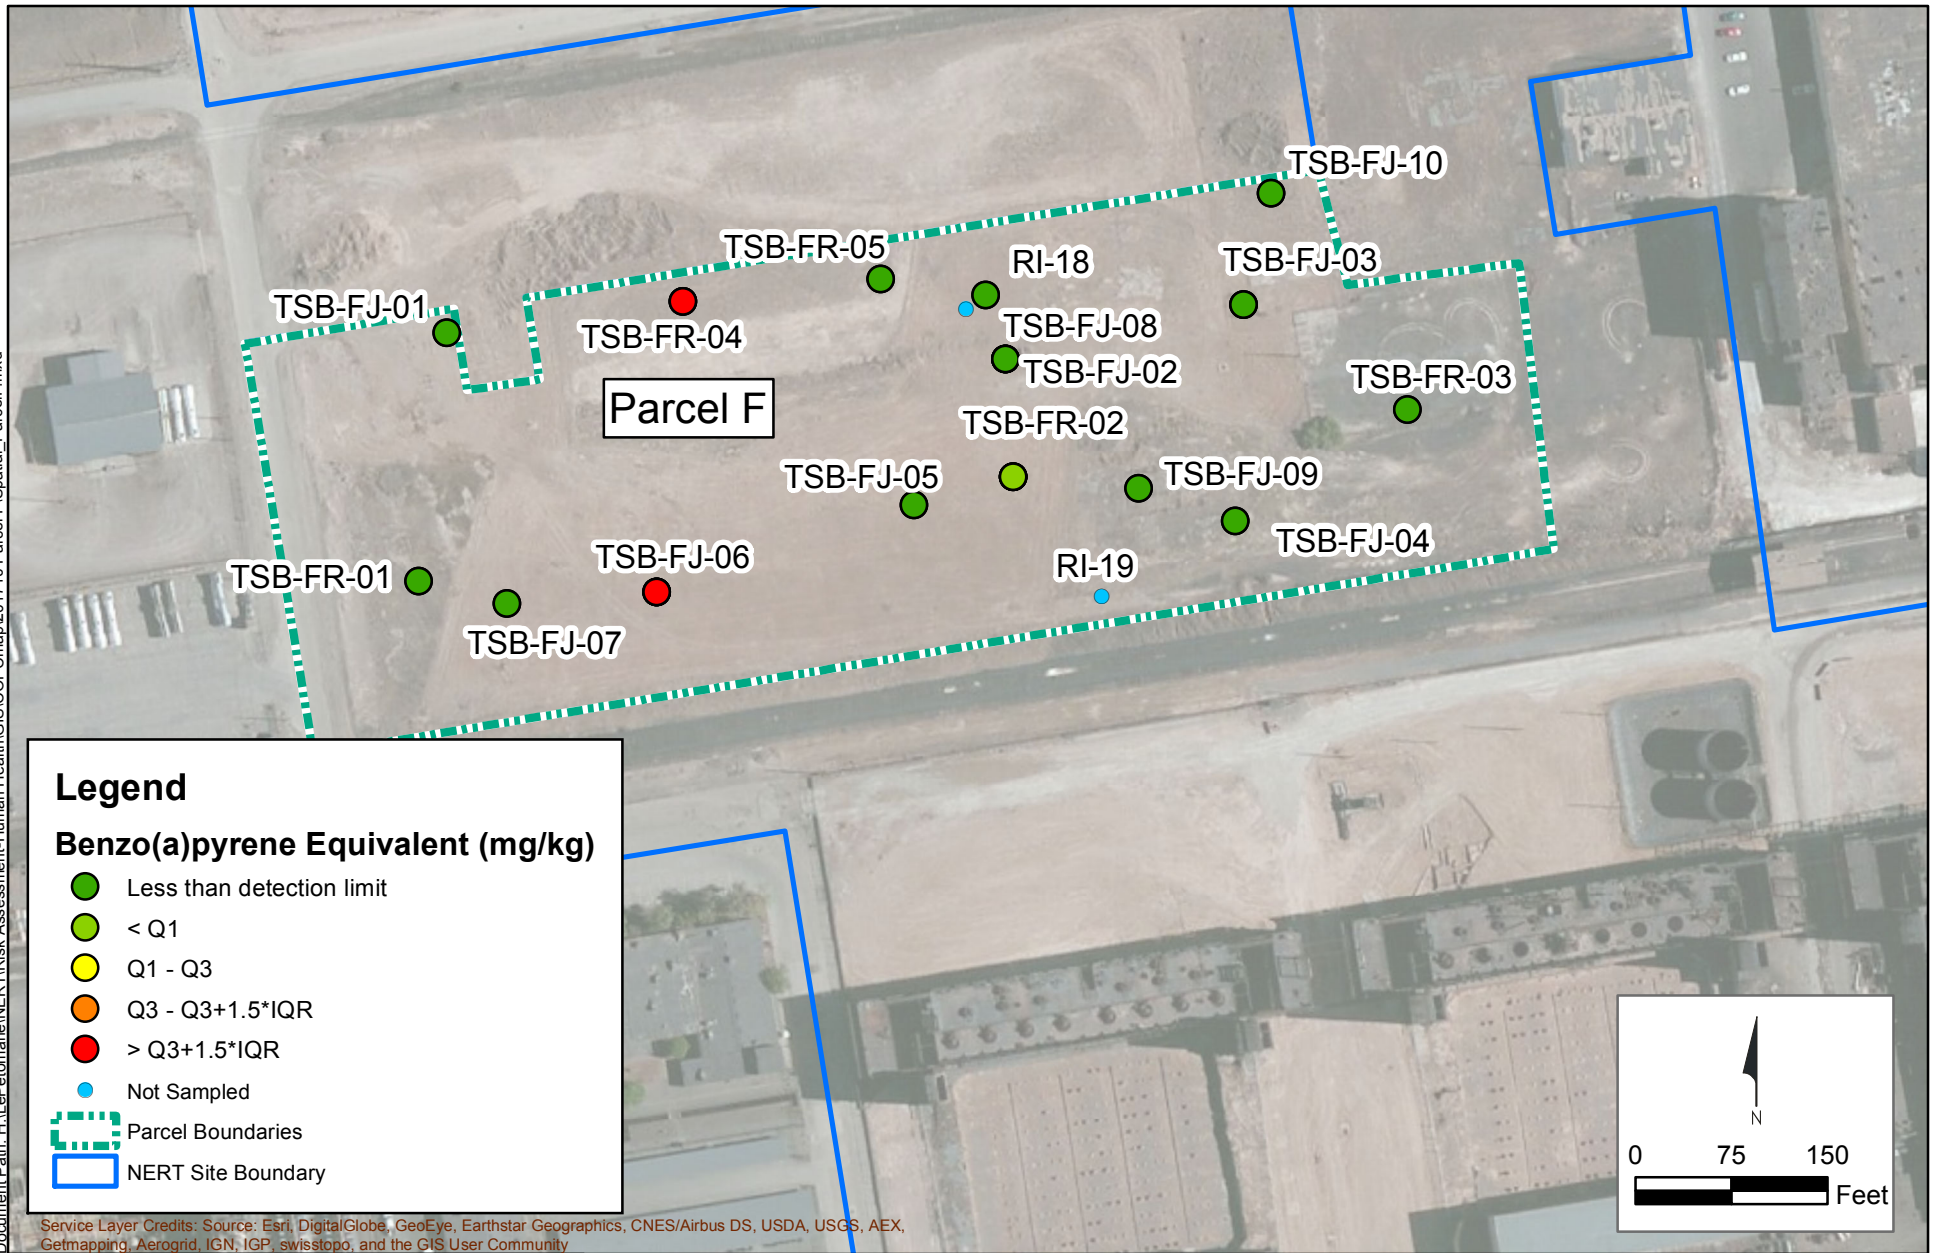 TSB-FJ-10
TSB-FR-05
RI-18
TSB-FJ-03
TSB-FJ-01
TSB-FR-04
TSB-FJ-08
TSB-FJ-02
TSB-FR-03
Parcel F
TSB-FR-02
TSB-FJ-05
TSB-FJ-09
TSB-FJ-04
TSB-FJ-06
RI-19
TSB-FR-01
TSB-FJ-07
Legend
Benzo(a)pyrene Equivalent (mg/kg)
Less than detection limit
< Q1
Q1 - Q3
Q3 - Q3+1.5*IQR
> Q3+1.5*IQR
Not Sampled
Parcel Boundaries
NERT Site Boundary
N
0 75 150
Feet
Service Layer Credits: Source: Esri, DigitalGlobe, GeoEye, Earthstar Geographics, CNES/Airbus DS, USDA, USGS, AEX,
Getmapping, Aerogrid, IGN, IGP, swisstopo, and the GIS User Community